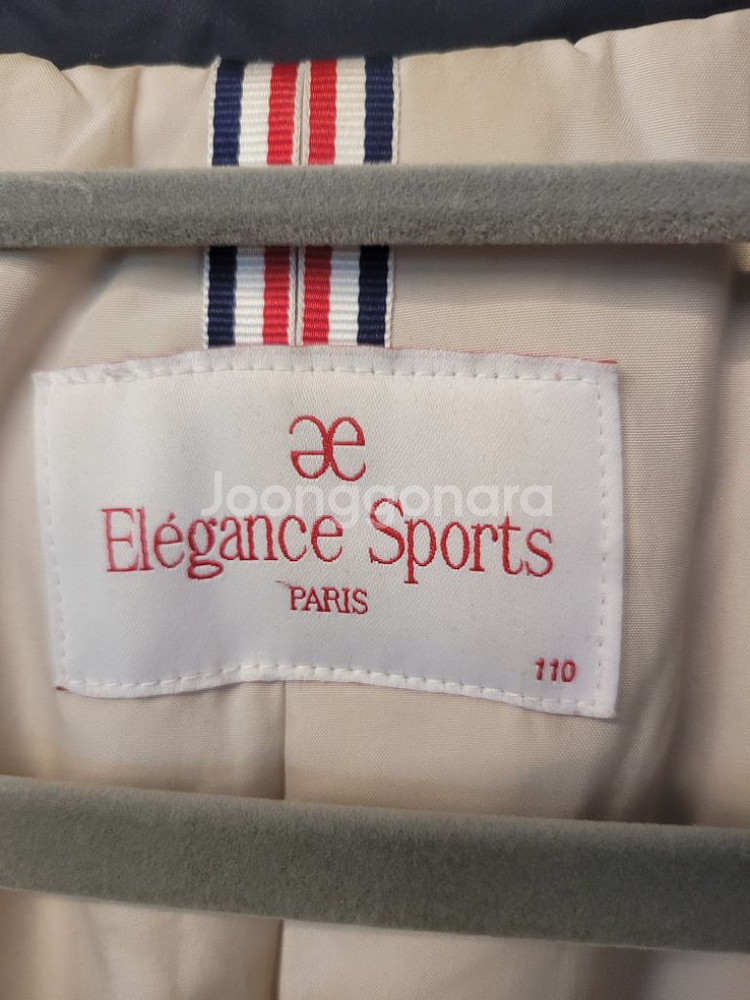 æ
Joonggonara
Elégance Sports
PARIS
110